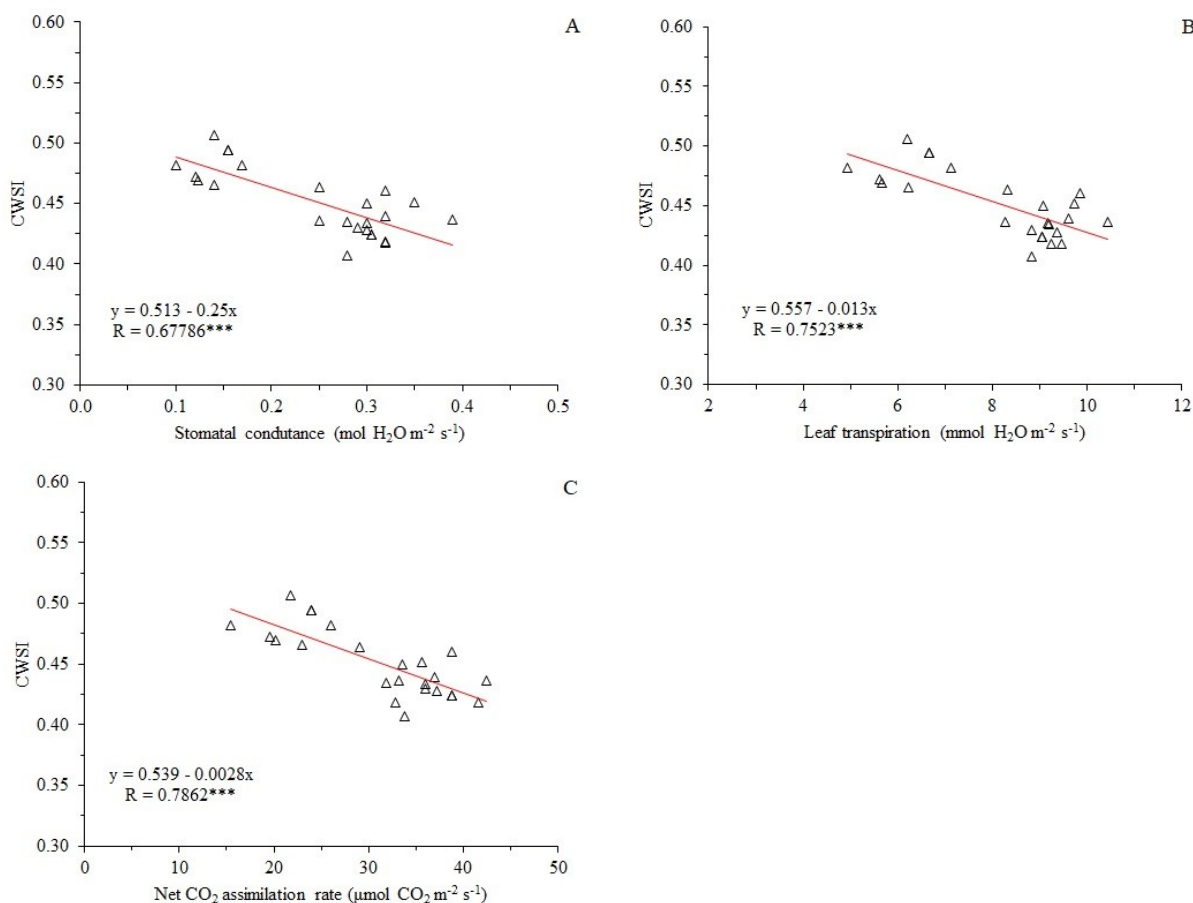 A
0.60
0.55
0.50
0.45
0.40
0.35
0.30
CWSI
y = 0.513 - 0.25x
R = 0.67786***
0.0 0.1 0.2 0.3 0.4 0.5
Stomatal condutance (mol H₂O m⁻² s⁻¹)
B
0.60
0.55
0.50
0.45
0.40
0.35
0.30
CWSI
y = 0.557 - 0.013x
R = 0.7523***
2 4 6 8 10 12
Leaf transpiration (mmol H₂O m⁻² s⁻¹)
C
0.60
0.55
0.50
0.45
0.40
0.35
0.30
CWSI
y = 0.539 - 0.0028x
R = 0.7862***
0 10 20 30 40 50
Net CO₂ assimilation rate (µmol CO₂ m⁻² s⁻¹)